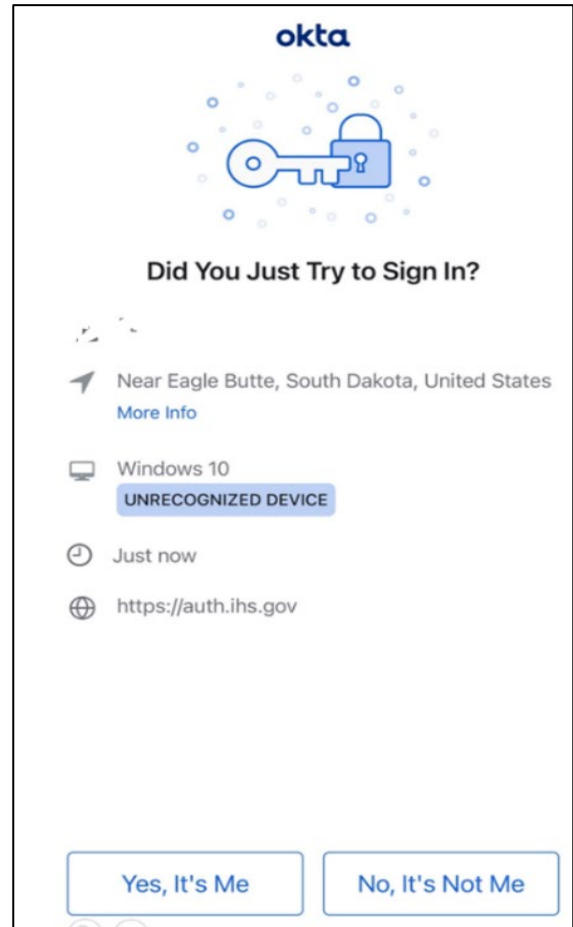 okta
Did You Just Try to Sign In?
Near Eagle Butte, South Dakota, United States
More Info
Windows 10
UNRECOGNIZED DEVICE
Just now
https://auth.ihs.gov
Yes, It's Me
No, It's Not Me